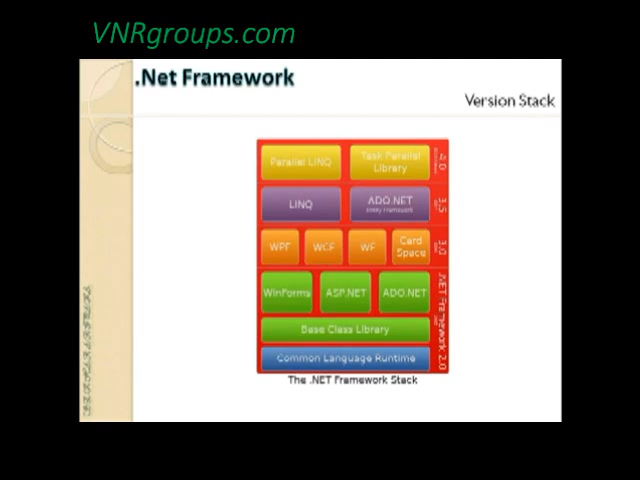 VNRgroups.com
.Net Framework
Version Stack
Parallel LINQ
Task Parallel
Library
4.0
LINQ
ADO.NET
Entity Framework
3.5
WPF
WCF
WF
Card
Space
3.0
WinForms
ASP.NET
ADO.NET
Base Class Library
Common Language Runtime
.NET Framework 2.0
The .NET Framework Stack